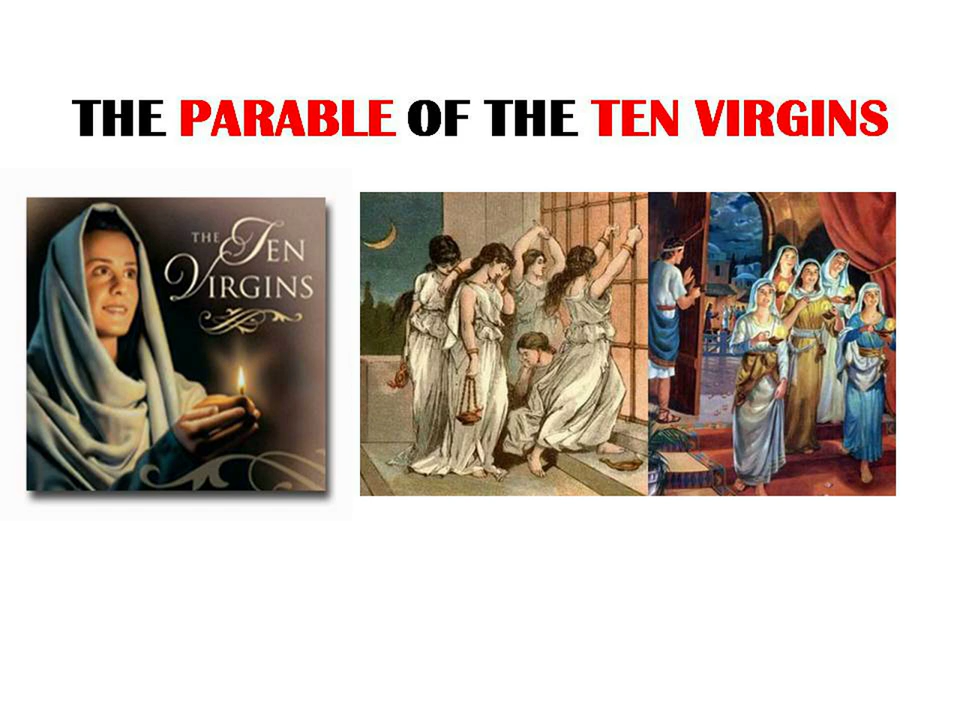 THE PARABLE OF THE TEN VIRGINS
THE TEN
VIRGINS